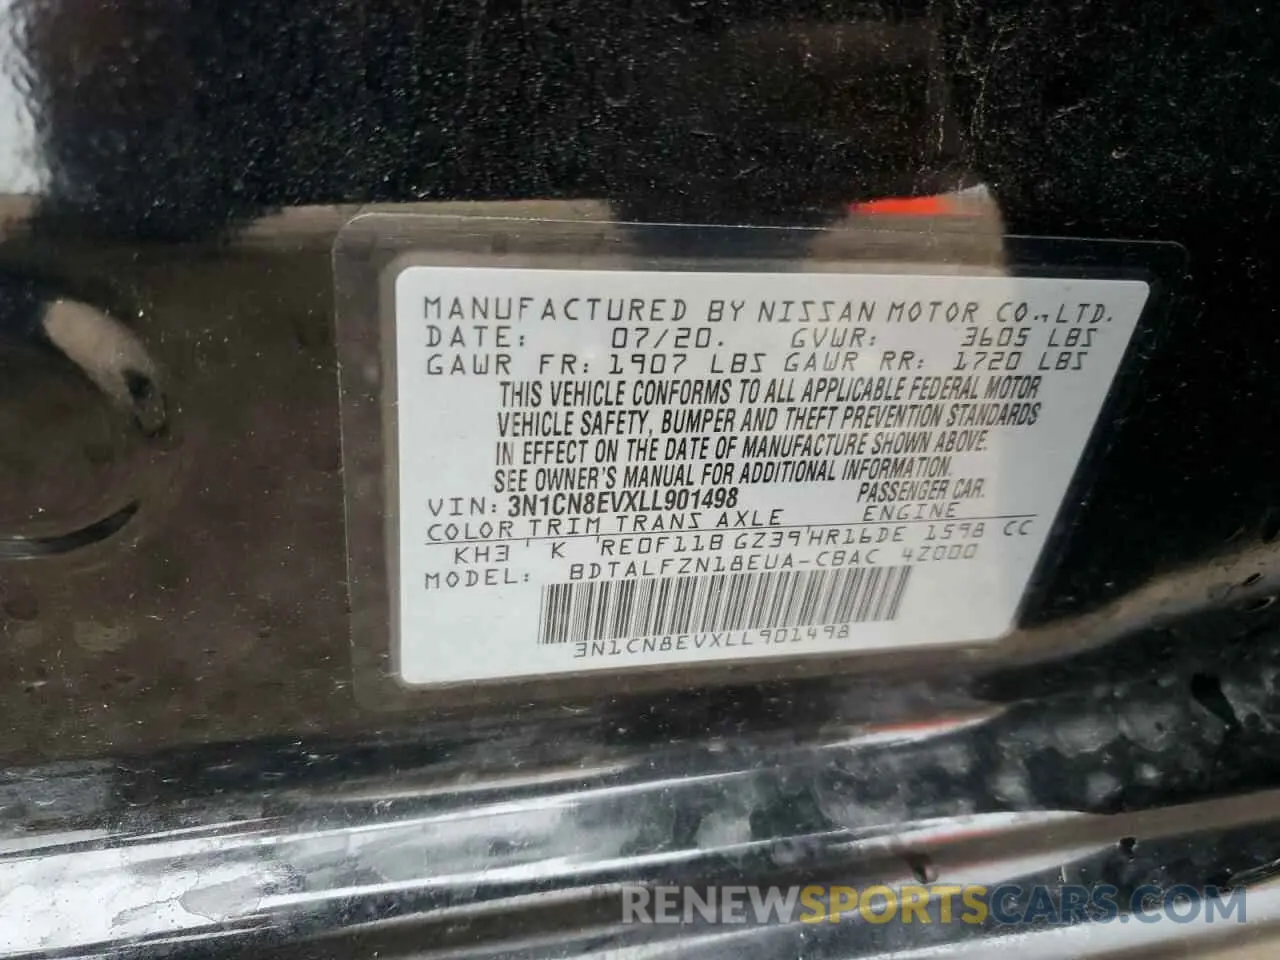 MANUFACTURED BY NISSAN MOTOR CO., LTD.
DATE: 07/20. GVWR: 3605 LBS
GAWR FR: 1907 LBS GAWR RR: 1720 LBS
THIS VEHICLE CONFORMS TO ALL APPLICABLE FEDERAL MOTOR
VEHICLE SAFETY, BUMPER AND THEFT PREVENTION STANDARDS
IN EFFECT ON THE DATE OF MANUFACTURE SHOWN ABOVE.
SEE OWNER'S MANUAL FOR ADDITIONAL INFORMATION.
VIN: 3N1CN8EVXLL901498 PASSENGER CAR.
COLOR TRIM TRANS AXLE ENGINE
KH3 ' K 'RE0F11B GZ39'HR16DE 1598 CC
MODEL: BDTALFZN18EUA-CBAC 4Z000
3N1CN8EVXLL901498
RENEWSPORTSCARS.COM